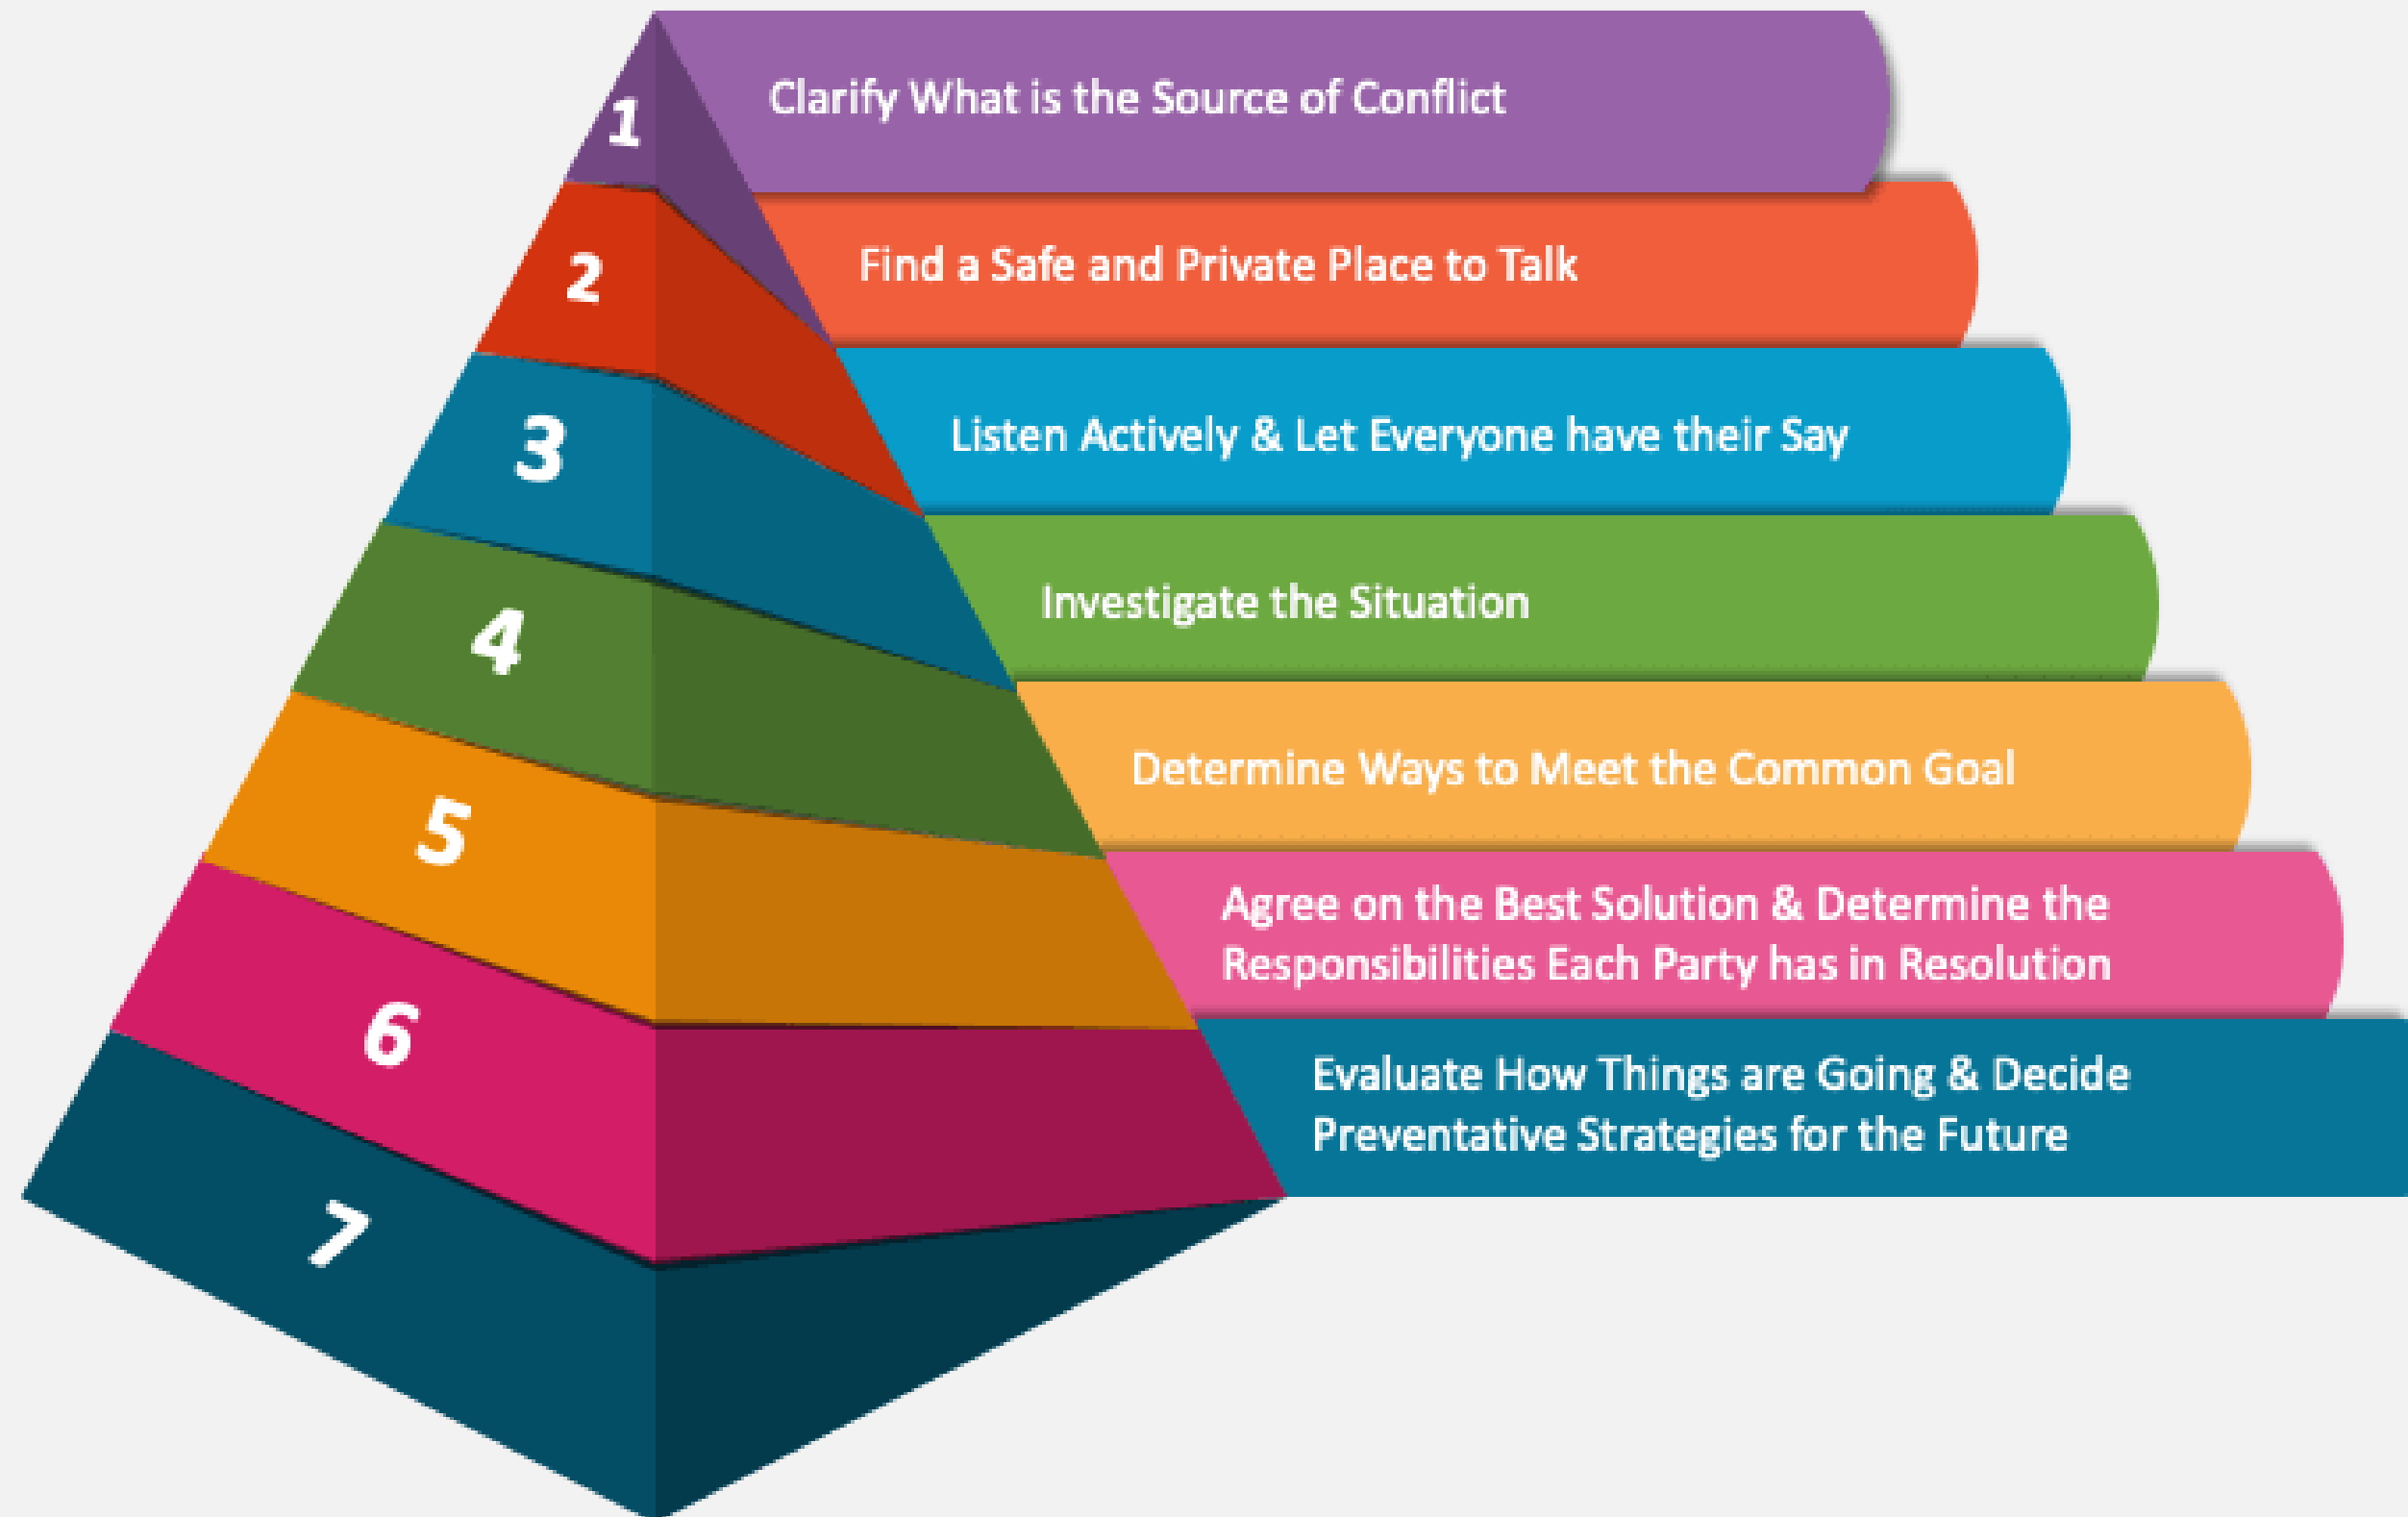 1
Clarify What is the Source of Conflict
2
Find a Safe and Private Place to Talk
3
Listen Actively & Let Everyone have their Say
4
Investigate the Situation
5
Determine Ways to Meet the Common Goal
6
Agree on the Best Solution & Determine the
Responsibilities Each Party has in Resolution
7
Evaluate How Things are Going & Decide
Preventative Strategies for the Future